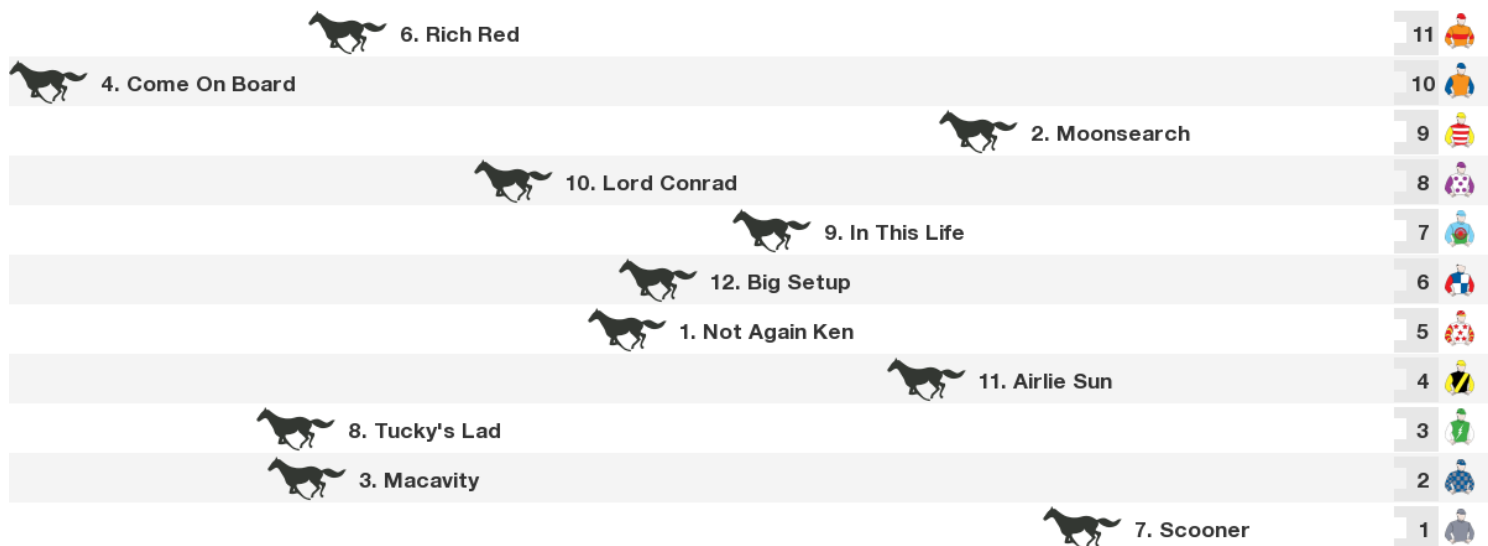 6. Rich Red 11
4. Come On Board 10
2. Moonsearch 9
10. Lord Conrad 8
9. In This Life 7
12. Big Setup 6
1. Not Again Ken 5
11. Airlie Sun 4
8. Tucky's Lad 3
3. Macavity 2
7. Scooner 1